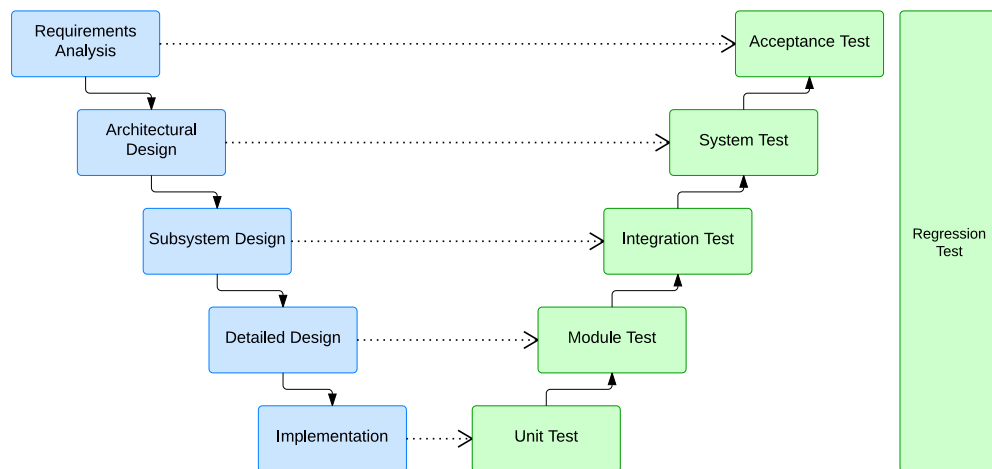 Requirements
Analysis
Acceptance Test
Architectural
Design
System Test
Subsystem Design
Integration Test
Regression
Test
Detailed Design
Module Test
Implementation
Unit Test